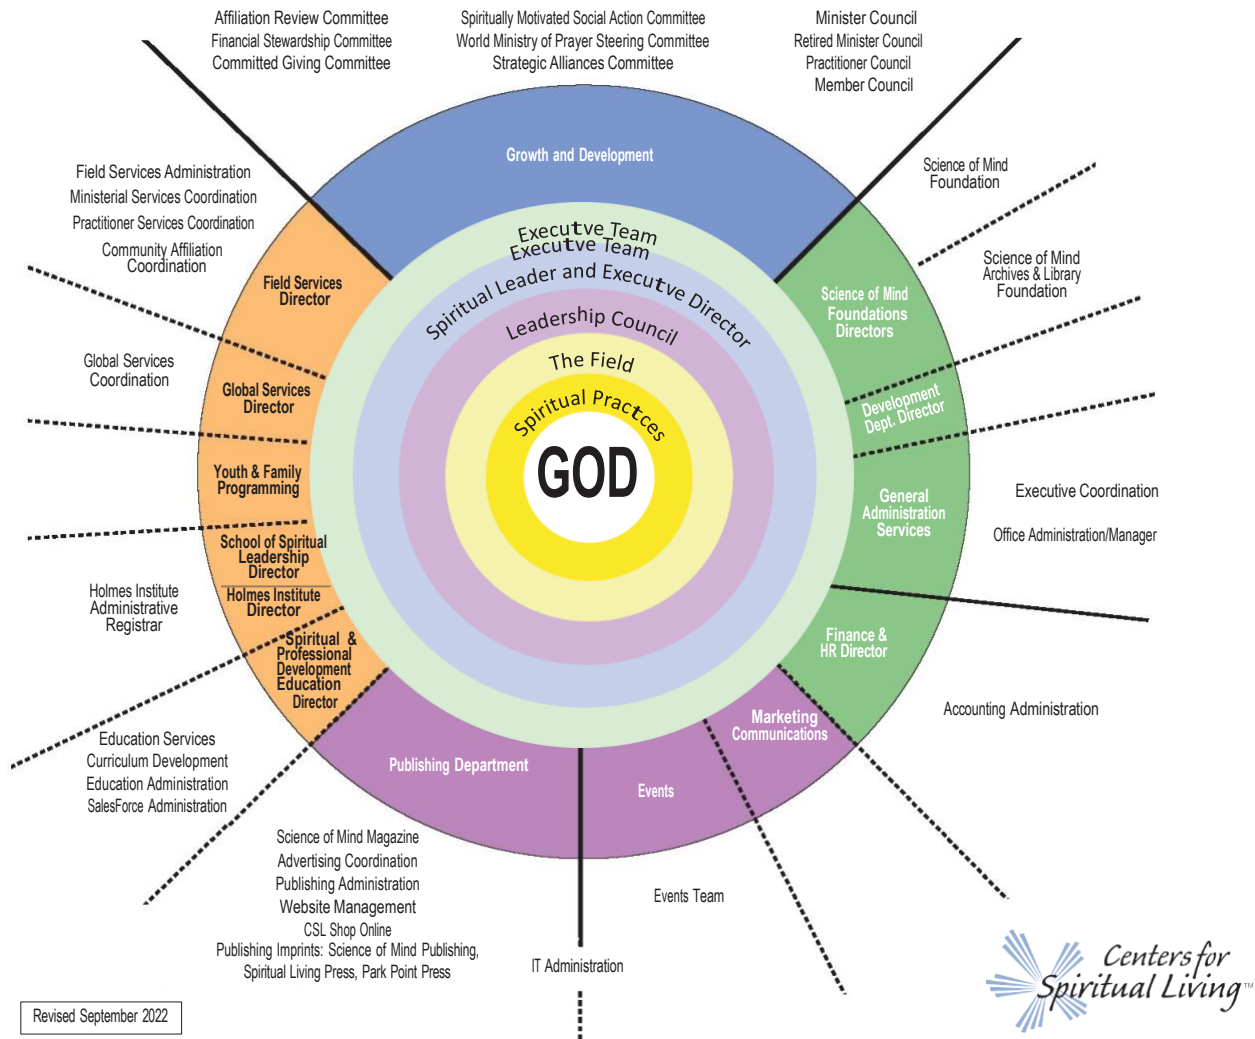 Affiliation Review Committee
Financial Stewardship Committee
Committed Giving Committee
Spiritually Motivated Social Action Committee
World Ministry of Prayer Steering Committee
Strategic Alliances Committee
Minister Council
Retired Minister Council
Practitioner Council
Member Council
Growth and Development
Field Services Administration
Ministerial Services Coordination
Practitioner Services Coordination
Community Affiliation
Coordination
Field Services
Director
Global Services
Coordination
Global Services
Director
Youth & Family
Programming
School of Spiritual
Leadership
Director
Holmes Institute
Director
Holmes Institute
Administrative
Registrar
Spiritual &
Professional
Development
Education
Director
Education Services
Curriculum Development
Education Administration
SalesForce Administration
Executve Team
Executve Team
Spiritual Leader and Executve Director
Leadership Council
The Field
Spiritual Practces
GOD
Science of Mind
Foundation
Science of Mind
Archives & Library
Foundation
Science of Mind
Foundations
Directors
Development
Dept. Director
General
Administration
Services
Executive Coordination
Office Administration/Manager
Finance &
HR Director
Accounting Administration
Marketing
Communications
Events
Publishing Department
Science of Mind Magazine
Advertising Coordination
Publishing Administration
Website Management
CSL Shop Online
Publishing Imprints: Science of Mind Publishing,
Spiritual Living Press, Park Point Press
Events Team
IT Administration
Revised September 2022
Centers for
Spiritual Living™